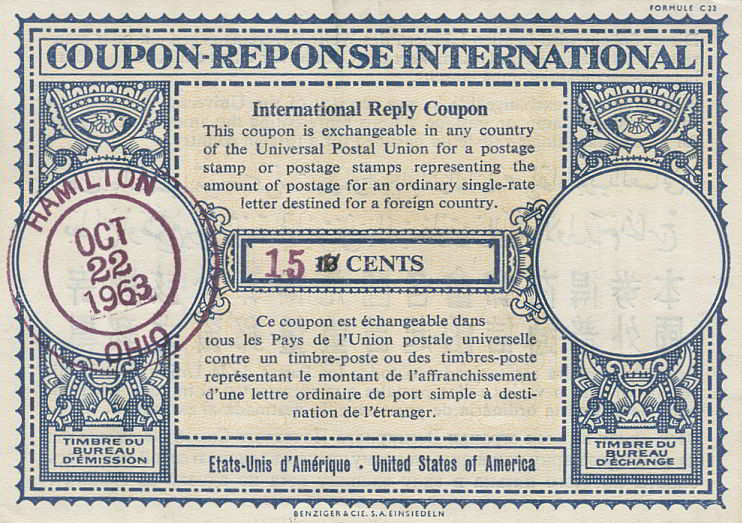 FORMULE C 22
COUPON-REPONSE INTERNATIONAL
International Reply Coupon
This coupon is exchangeable in any country
of the Universal Postal Union for a postage
stamp or postage stamps representing the
amount of postage for an ordinary single-rate
letter destined for a foreign country.
HAMILTON
OCT
22
1963
OHIO
15 CENTS
Ce coupon est échangeable dans
tous les Pays de l'Union postale universelle
contre un timbre-poste ou des timbres-poste
représentant le montant de l'affranchissement
d'une lettre ordinaire de port simple à desti-
nation de l'étranger.
TIMBRE DU
BUREAU
D'ÉMISSION
TIMBRE DU
BUREAU
D'ÉCHANGE
Etats-Unis d'Amérique · United States of America
BENZIGER & CIE. S.A. EINSIEDELN